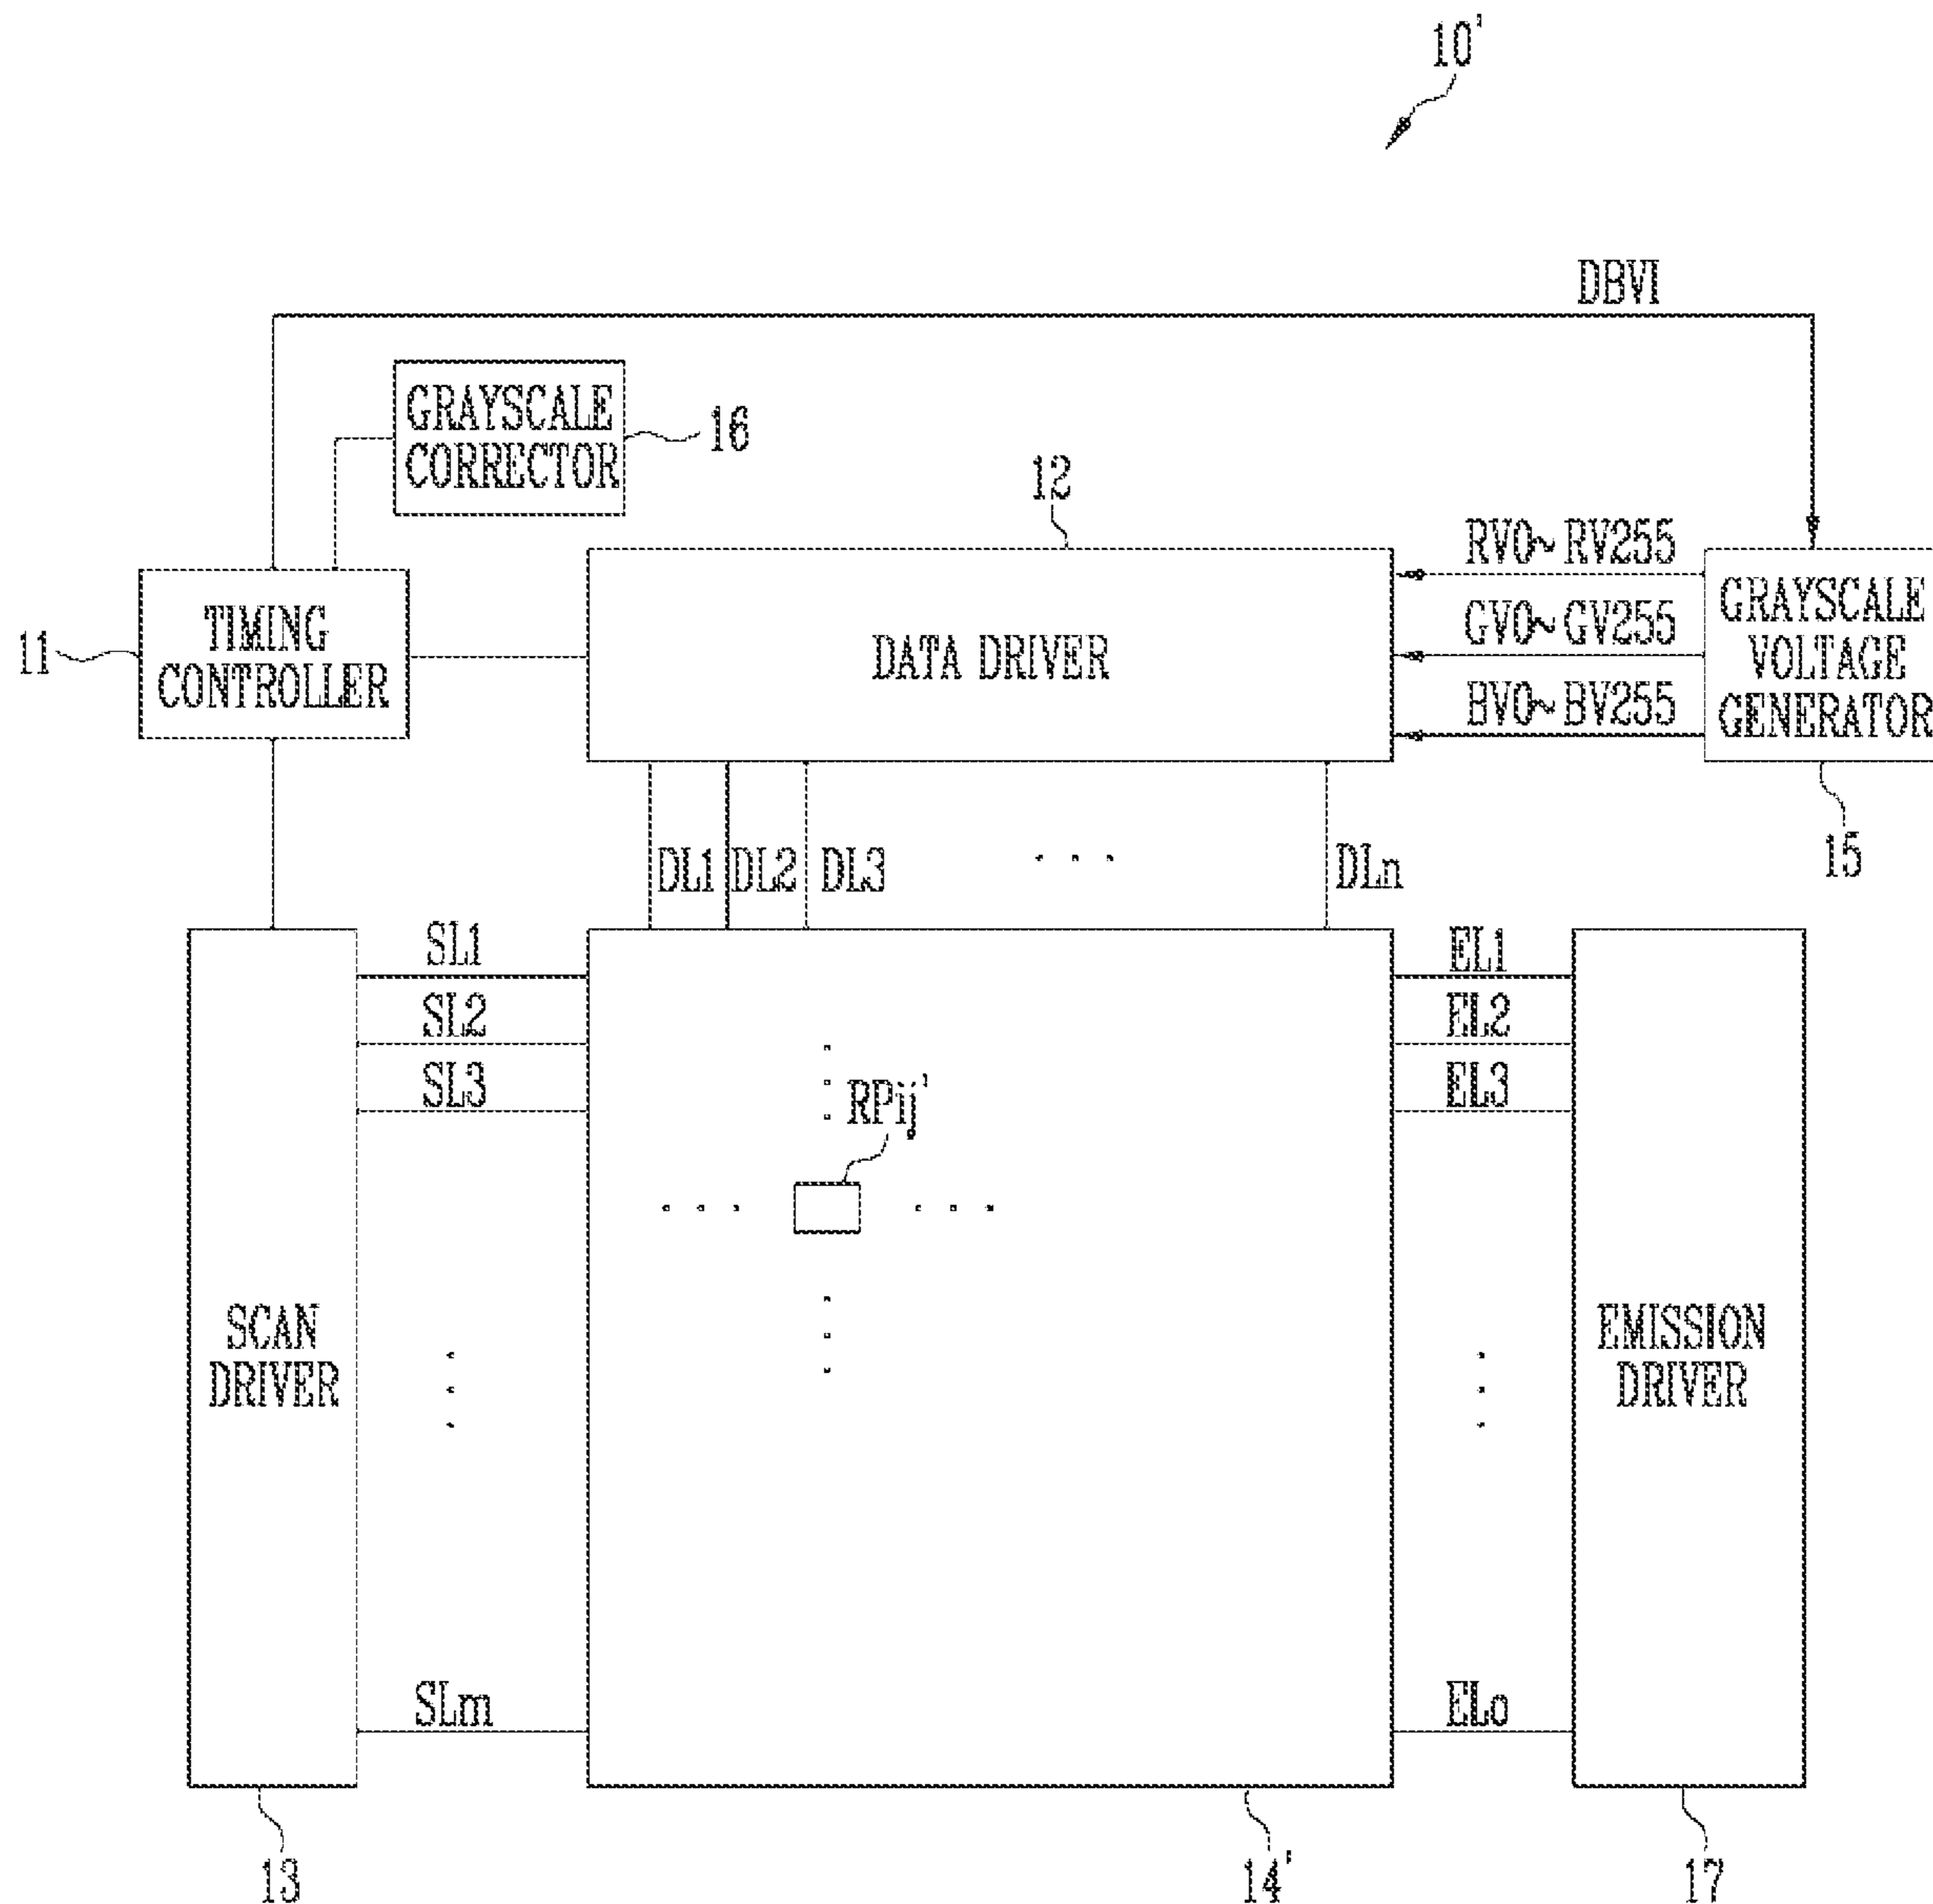 10'
DBVI
GRAYSCALE
CORRECTOR
16
12
RV0~RV255
GV0~GV255
BV0~BV255
GRAYSCALE
VOLTAGE
GENERATOR
15
11
TIMING
CONTROLLER
DATA DRIVER
DL1
DL2
DL3
. . .
DLn
SL1
SL2
SL3
SLm
EL1
EL2
EL3
ELo
RPij'
SCAN
DRIVER
EMISSION
DRIVER
13
14'
17